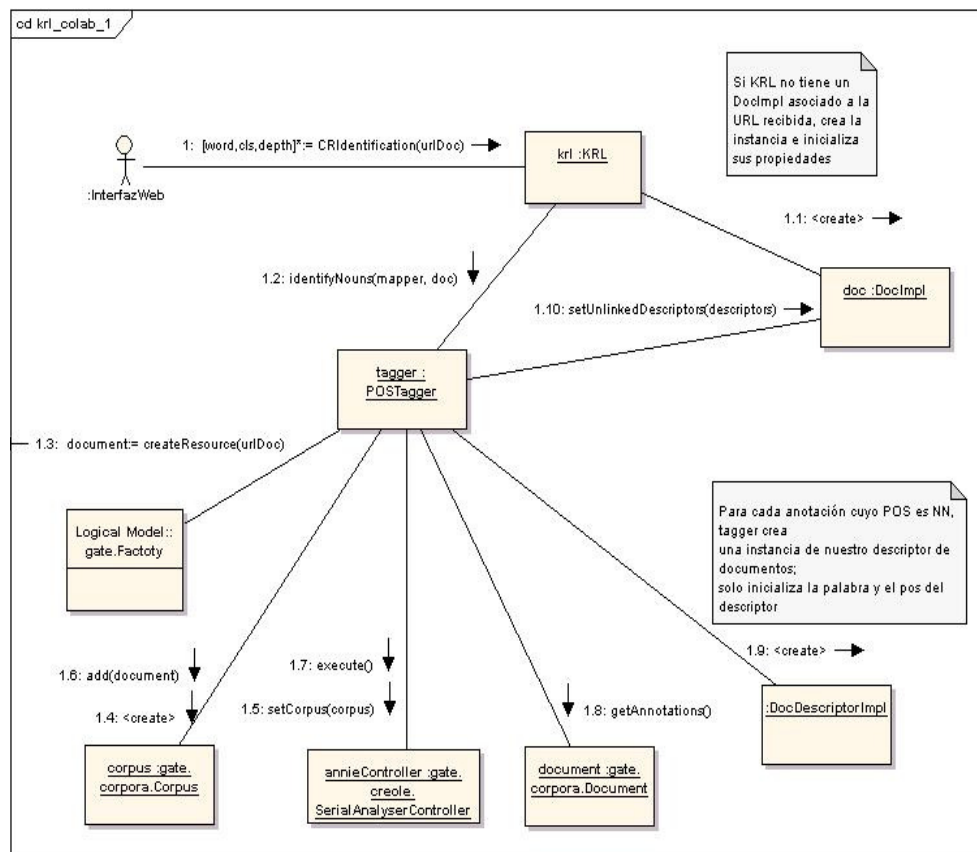 cd krl_colab_1
Si KRL no tiene un
DocImpl asociado a la
URL recibida, crea la
instancia e inicializa
sus propiedades
1: [word,cls,depth]*:= CRIdentification(urlDoc)
krl :KRL
:InterfazWeb
1.1: <create>
1.2: identifyNouns(mapper, doc)
doc :DocImpl
1.10: setUnlinkedDescriptors(descriptors)
tagger :
POSTagger
1.3: document:= createResource(urlDoc)
Logical Model::
gate.Factoty
Para cada anotación cuyo POS es NN,
tagger crea
una instancia de nuestro descriptor de
documentos;
solo inicializa la palabra y el pos del
descriptor
1.9: <create>
1.6: add(document)
1.7: execute()
1.4: <create>
1.5: setCorpus(corpus)
1.8: getAnnotations()
:DocDescriptorImpl
corpus :gate.
corpora.Corpus
annieController :gate.
creole.
SerialAnalyserController
document :gate.
corpora.Document